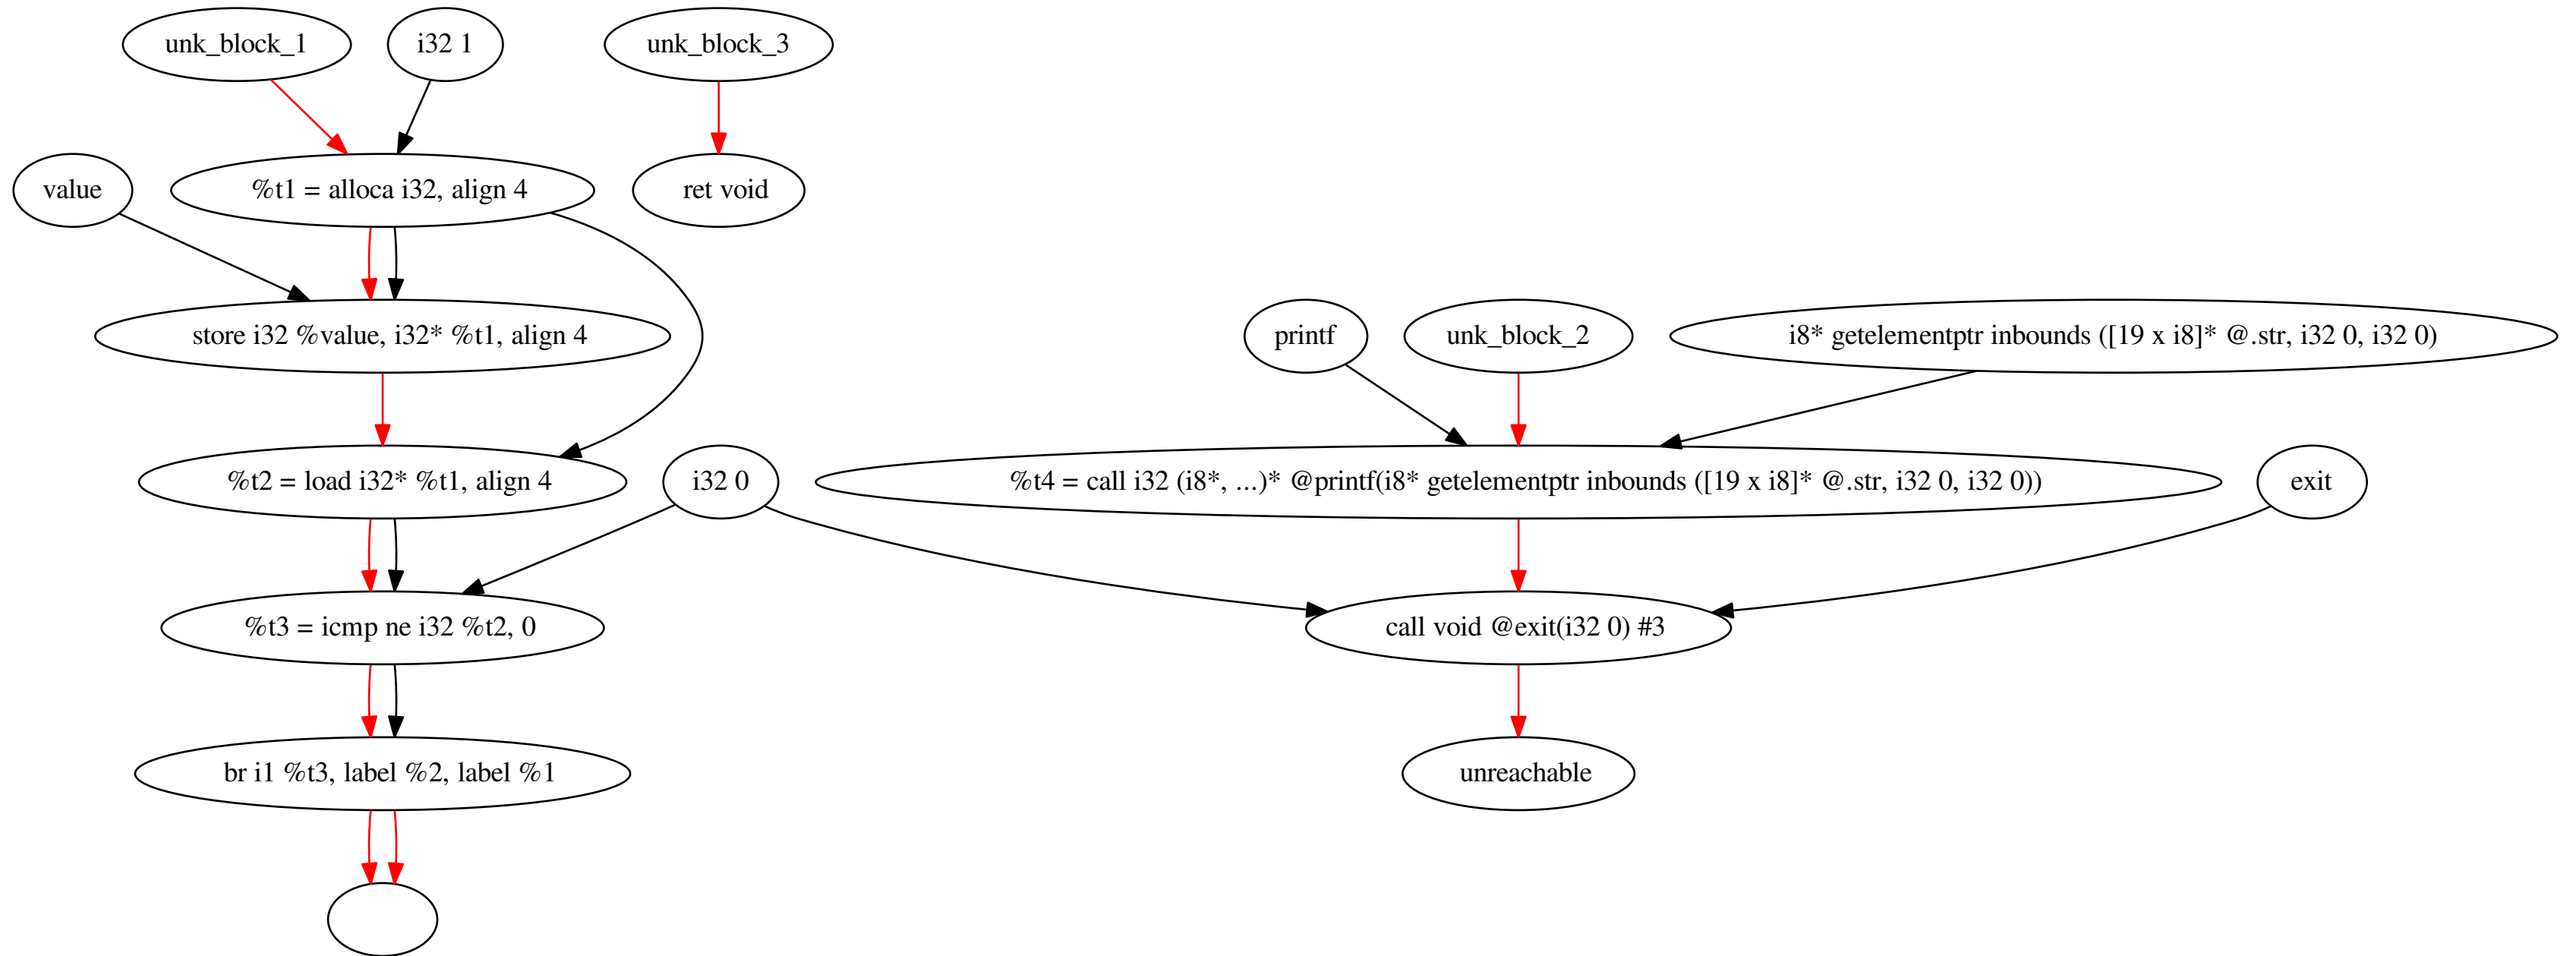 unk_block_1
i32 1
unk_block_3
value
%t1 = alloca i32, align 4
ret void
store i32 %value, i32* %t1, align 4
printf
unk_block_2
i8* getelementptr inbounds ([19 x i8]* @.str, i32 0, i32 0)
%t2 = load i32* %t1, align 4
i32 0
%t4 = call i32 (i8*, ...)* @printf(i8* getelementptr inbounds ([19 x i8]* @.str, i32 0, i32 0))
exit
%t3 = icmp ne i32 %t2, 0
call void @exit(i32 0) #3
br i1 %t3, label %2, label %1
unreachable